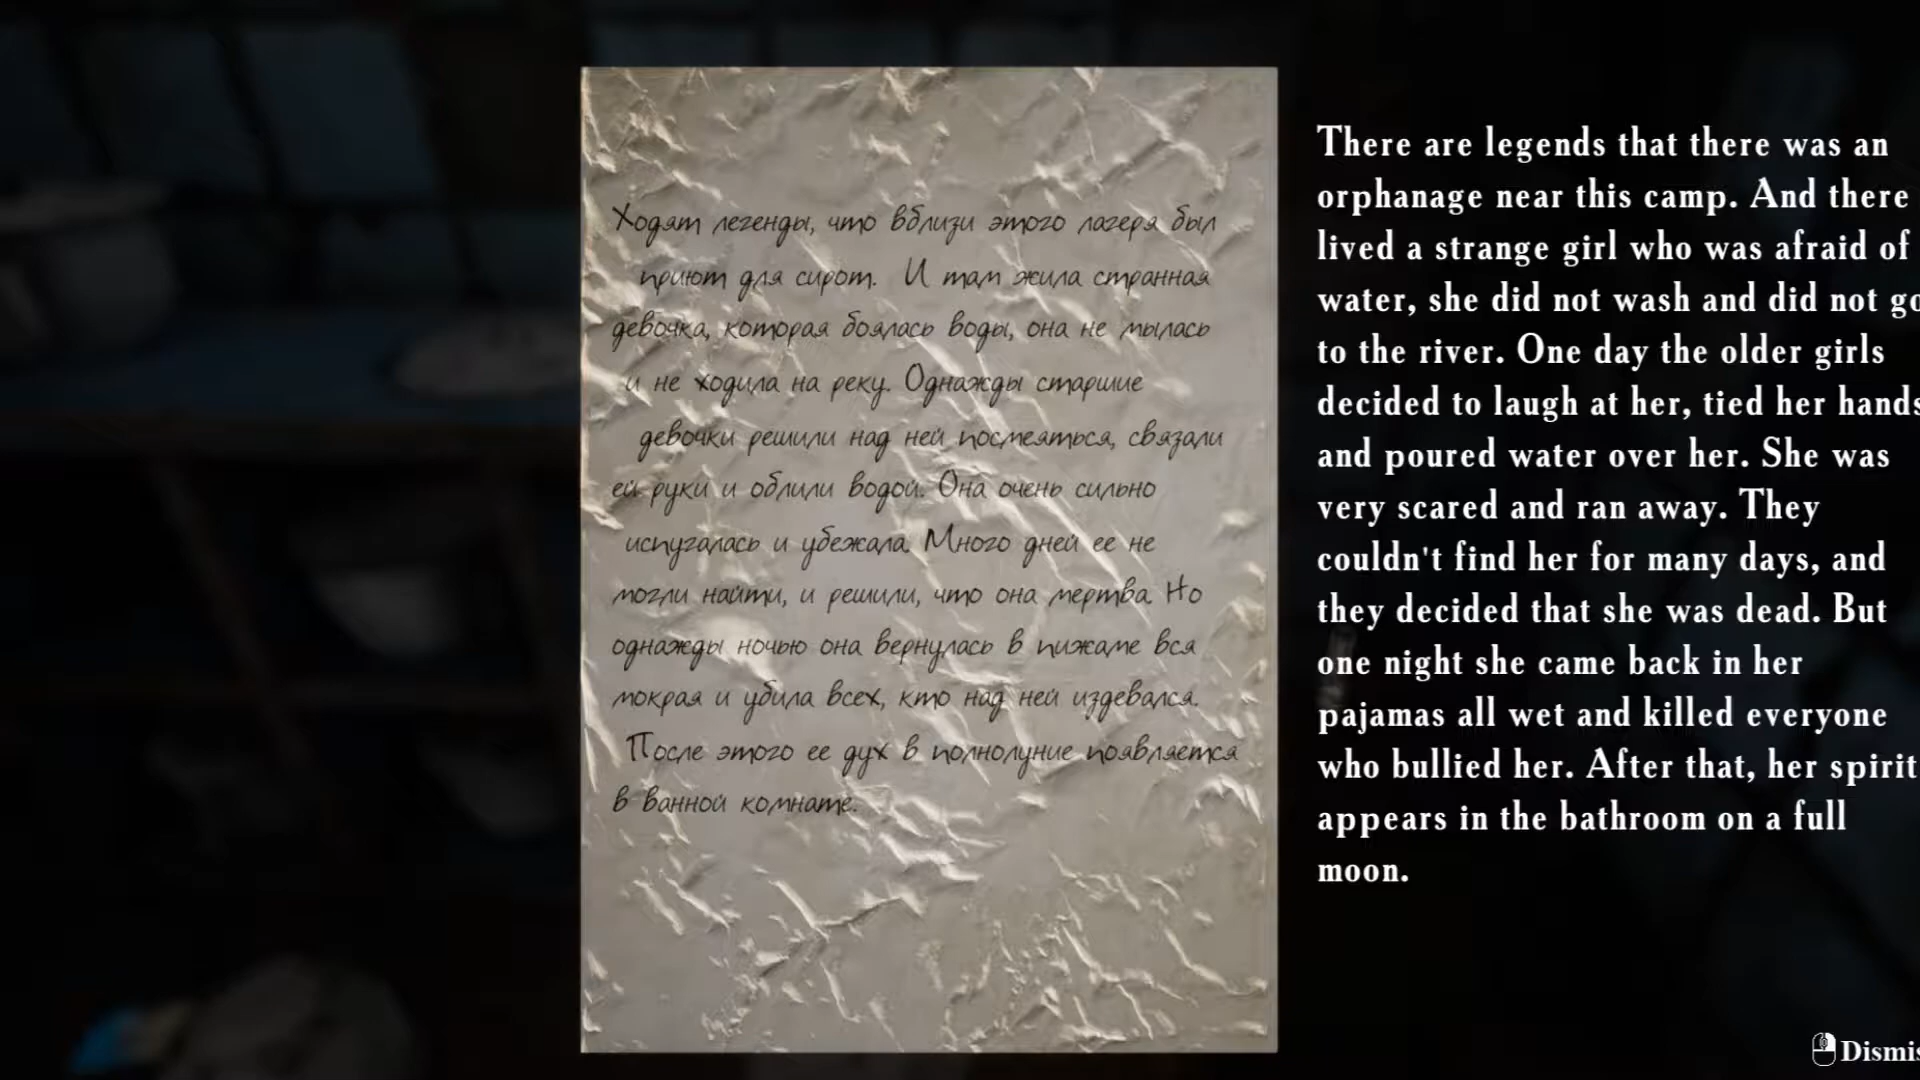 Ходят легенды, что вблизи этого лагеря был
приют для сирот. И там жила странная
девочка, которая боялась воды, она не мылась
и не ходила на реку. Однажды старшие
девочки решили над ней посмеяться, связали
ей руки и облили водой. Она очень сильно
испугалась и убежала. Много дней ее не
могли найти, и решили, что она мертва. Но
однажды ночью она вернулась в пижаме вся
мокрая и убила всех, кто над ней издевался.
После этого ее дух в полнолуние появляется
в ванной комнате.
There are legends that there was an
orphanage near this camp. And there
lived a strange girl who was afraid of
water, she did not wash and did not go
to the river. One day the older girls
decided to laugh at her, tied her hands
and poured water over her. She was
very scared and ran away. They
couldn't find her for many days, and
they decided that she was dead. But
one night she came back in her
pajamas all wet and killed everyone
who bullied her. After that, her spirit
appears in the bathroom on a full
moon.
Dismis